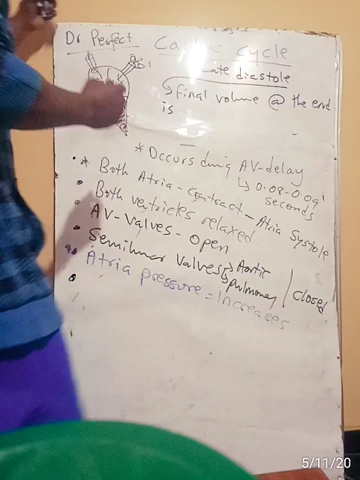 Dr Perfect
Cardiac cycle
Late diastole
final volume @ the end
is
* Occurs during AV-delay
↳ 0.08-0.09
seconds
* Both Atria - contract - Atria Systole
Both ventricles relaxed
AV-valves - open
Semilunar valves → Aortic
→ pulmonary
closed
Atria pressure = increases
5/11/20